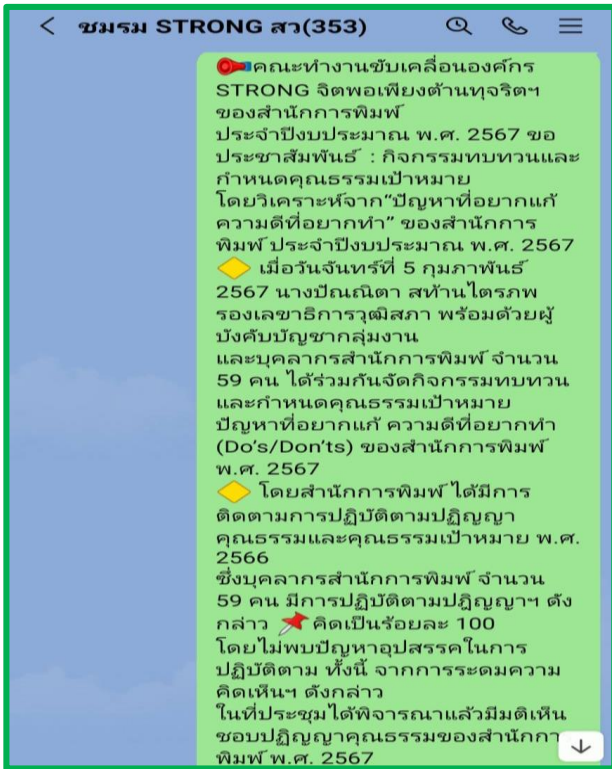 ชมรม STRONG สว(353)
คณะทำงานขับเคลื่อนองค์กร
STRONG จิตพอเพียงต้านทุจริตฯ
ของสำนักการพิมพ์
ประจำปีงบประมาณ พ.ศ. 2567 ขอ
ประชาสัมพันธ์ : กิจกรรมทบทวนและ
กำหนดคุณธรรมเป้าหมาย
โดยวิเคราะห์จาก“ปัญหาที่อยากแก้
ความดีที่อยากทำ” ของสำนักการ
พิมพ์ ประจำปีงบประมาณ พ.ศ. 2567
เมื่อวันจันทร์ที่ 5 กุมภาพันธ์
2567 นางปัณณิตา สท้านไตรภพ
รองเลขาธิการวุฒิสภา พร้อมด้วยผู้
บังคับบัญชากลุ่มงาน
และบุคลากรสำนักการพิมพ์ จำนวน
59 คน ได้ร่วมกันจัดกิจกรรมทบทวน
และกำหนดคุณธรรมเป้าหมาย
ปัญหาที่อยากแก้ ความดีที่อยากทำ
(Do’s/Don’ts) ของสำนักการพิมพ์
พ.ศ. 2567
โดยสำนักการพิมพ์ ได้มีการ
ติดตามการปฏิบัติตามปฏิญญา
คุณธรรมและคุณธรรมเป้าหมาย พ.ศ.
2566
ซึ่งบุคลากรสำนักการพิมพ์ จำนวน
59 คน มีการปฏิบัติตามปฏิญญาฯ ดัง
กล่าว คิดเป็นร้อยละ 100
โดยไม่พบปัญหาอุปสรรคในการ
ปฏิบัติตาม ทั้งนี้ จากการระดมความ
คิดเห็นฯ ดังกล่าว
ในที่ประชุมได้พิจารณาแล้วมีมติเห็น
ชอบปฏิญญาคุณธรรมของสำนักกา
พิมพ์ พ.ศ. 2567